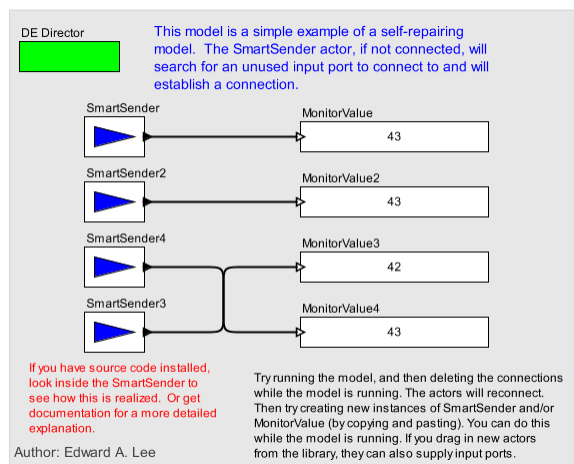 DE Director
This model is a simple example of a self-repairing
model. The SmartSender actor, if not connected, will
search for an unused input port to connect to and will
establish a connection.
SmartSender
MonitorValue
43
SmartSender2
MonitorValue2
43
SmartSender4
MonitorValue3
42
SmartSender3
MonitorValue4
43
If you have source code installed,
look inside the SmartSender to
see how this is realized. Or get
documentation for a more detailed
explanation.
Try running the model, and then deleting the connections
while the model is running. The actors will reconnect.
Then try creating new instances of SmartSender and/or
MonitorValue (by copying and pasting). You can do this
while the model is running. If you drag in new actors
from the library, they can also supply input ports.
Author: Edward A. Lee